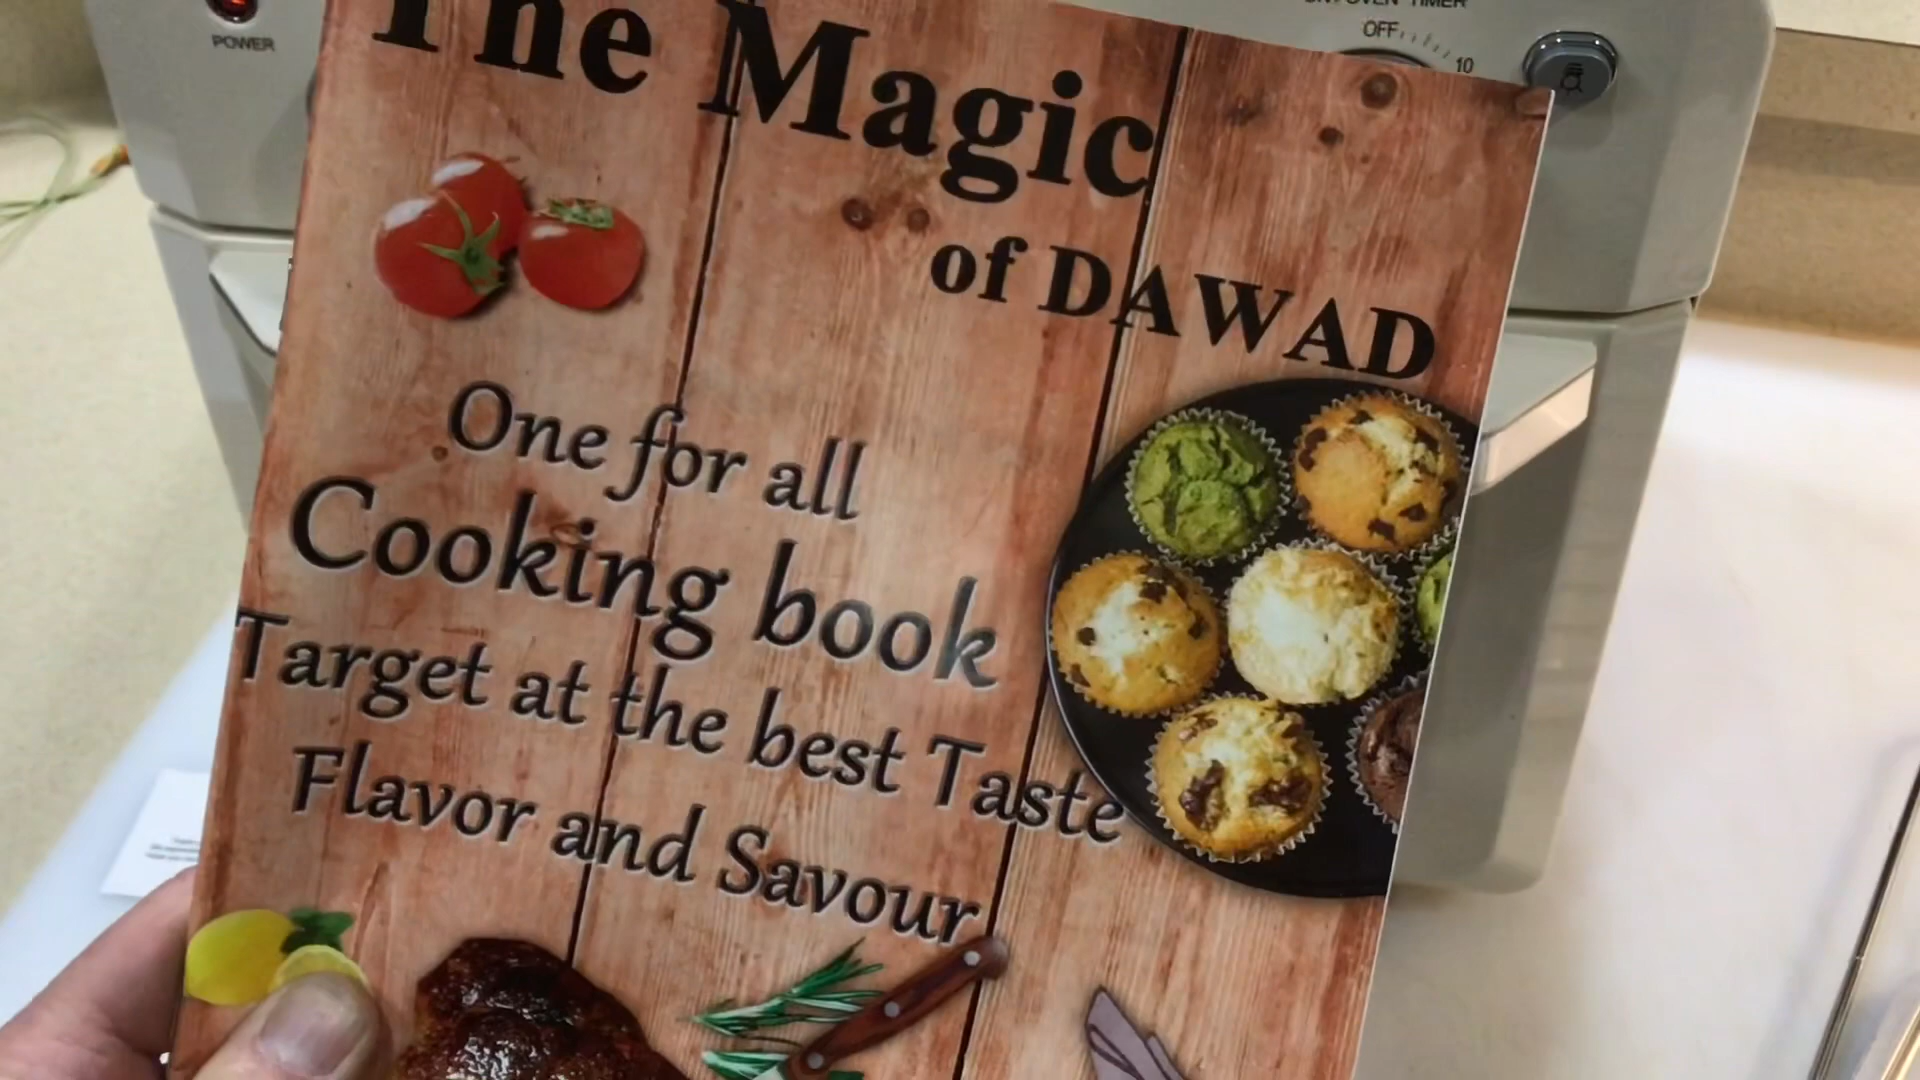 POWER
OFF
10
The Magic
of DAWAD
One for all
Cooking book
Target at the best Taste
Flavor and Savour